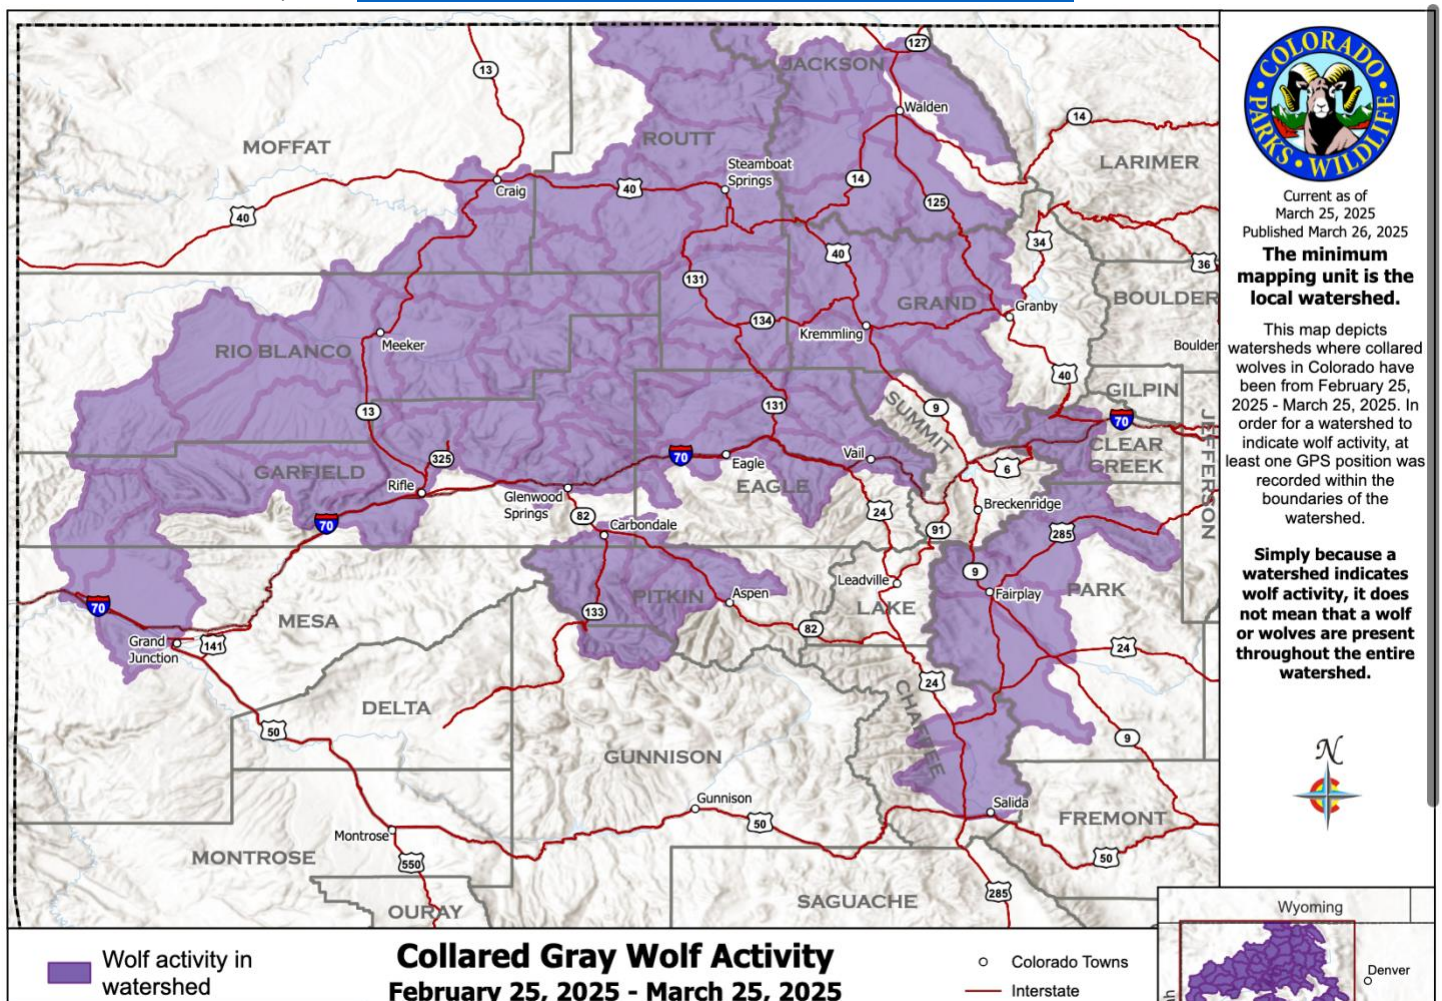 COLORADO
PARKS • WILDLIFE
Current as of
March 25, 2025
Published March 26, 2025
The minimum
mapping unit is the
local watershed.
This map depicts
watersheds where collared
wolves in Colorado have
been from February 25,
2025 - March 25, 2025. In
order for a watershed to
indicate wolf activity, at
least one GPS position was
recorded within the
boundaries of the
watershed.
Simply because a
watershed indicates
wolf activity, it does
not mean that a wolf
or wolves are present
throughout the entire
watershed.
N
127
13
JACKSON
Walden
14
MOFFAT
ROUTT
LARIMER
Steamboat
Springs
Craig
40
14
125
40
34
40
36
131
GRAND
BOULDER
Granby
134
Kremmling
Meeker
RIO BLANCO
Boulder
40
GILPIN
13
131
9
70
SUMMIT
JEFFERSON
CLEAR
CREEK
GARFIELD
325
70
Eagle
Vail
6
Rifle
EAGLE
Glenwood
Springs
82
Breckenridge
24
70
Carbondale
91
285
9
Leadville
PARK
Fairplay
LAKE
PITKIN
Aspen
70
133
MESA
82
Grand
Junction
141
24
24
CHAFFEE
DELTA
50
9
GUNNISON
Gunnison
Salida
50
FREMONT
Montrose
50
MONTROSE
550
285
SAGUACHE
OURAY
Wyoming
Denver
Wolf activity in
watershed
Collared Gray Wolf Activity
February 25, 2025 - March 25, 2025
Colorado Towns
Interstate